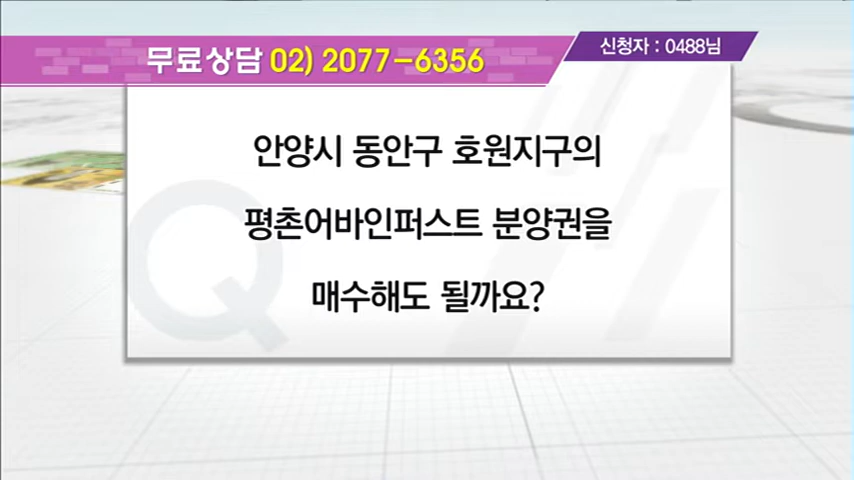 무료상담 02) 2077-6356
신청자 : 0488님
안양시 동안구 호원지구의
평촌어바인퍼스트 분양권을
매수해도 될까요?